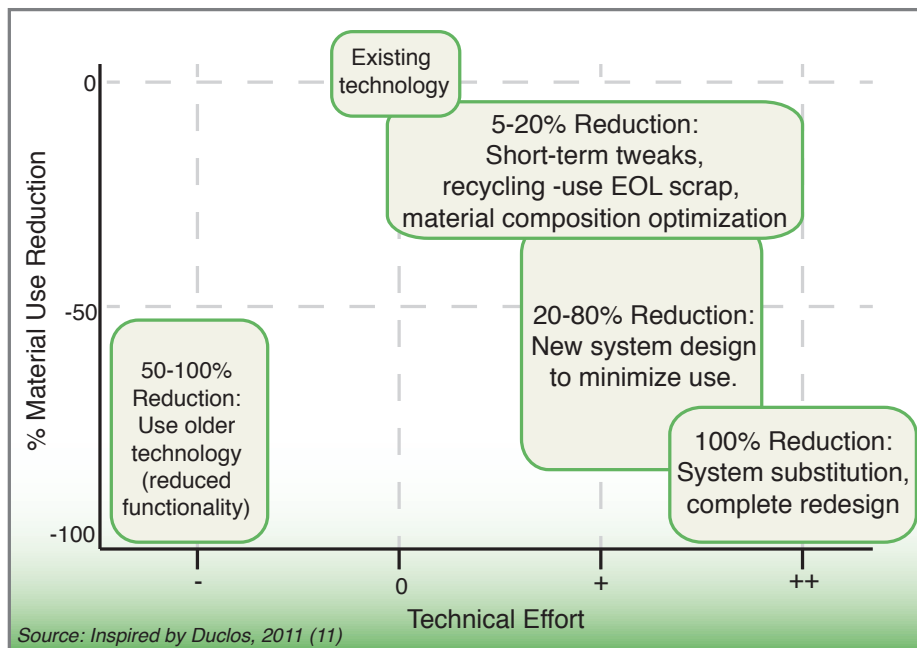 % Material Use Reduction
0
-50
-100
Existing
technology
5-20% Reduction:
Short-term tweaks,
recycling -use EOL scrap,
material composition optimization
20-80% Reduction:
New system design
to minimize use.
50-100%
Reduction:
Use older
technology
(reduced
functionality)
100% Reduction:
System substitution,
complete redesign
-
0
+
++
Technical Effort
Source: Inspired by Duclos, 2011 (11)